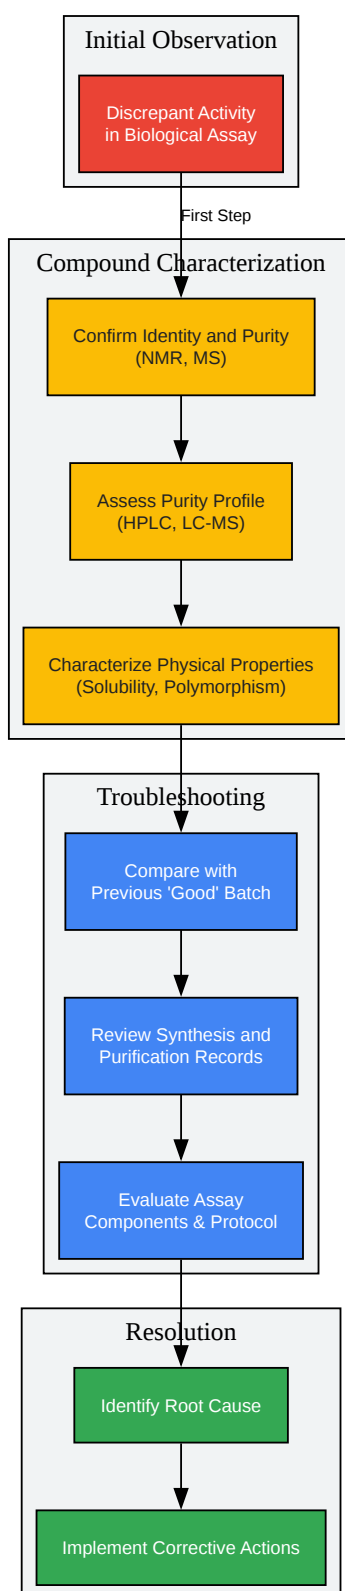 Initial Observation
Discrepant Activity
in Biological Assay
First Step
Compound Characterization
Confirm Identity and Purity
(NMR, MS)
Assess Purity Profile
(HPLC, LC-MS)
Characterize Physical Properties
(Solubility, Polymorphism)
Troubleshooting
Compare with
Previous 'Good' Batch
Review Synthesis and
Purification Records
Evaluate Assay
Components & Protocol
Resolution
Identify Root Cause
Implement Corrective Actions